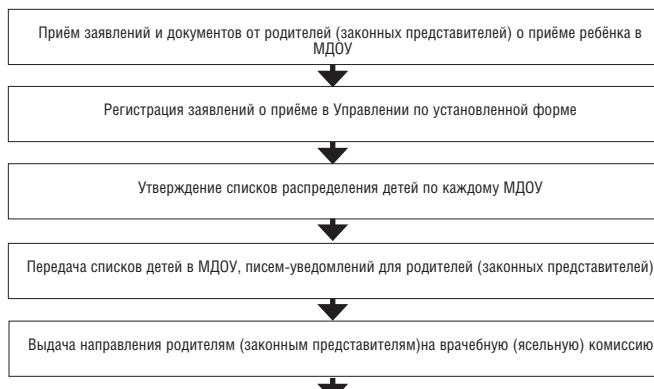 Приём заявлений и документов от родителей (законных представителей) о приёме ребёнка в
МДОУ
Регистрация заявлений о приёме в Управлении по установленной форме
Утверждение списков распределения детей по каждому МДОУ
Передача списков детей в МДОУ, писем-уведомлений для родителей (законных представителей)
Выдача направления родителям (законным представителям)на врачебную (ясельную) комиссию